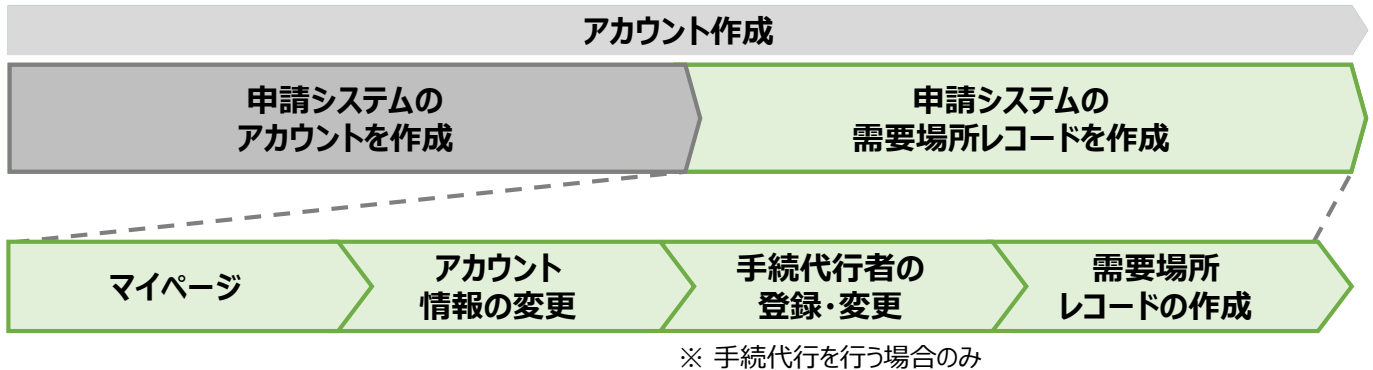 アカウント作成
申請システムの
アカウントを作成
申請システムの
需要場所レコードを作成
マイページ
アカウント
情報の変更
手続代行者の
登録・変更
需要場所
レコードの作成
※ 手続代行を行う場合のみ